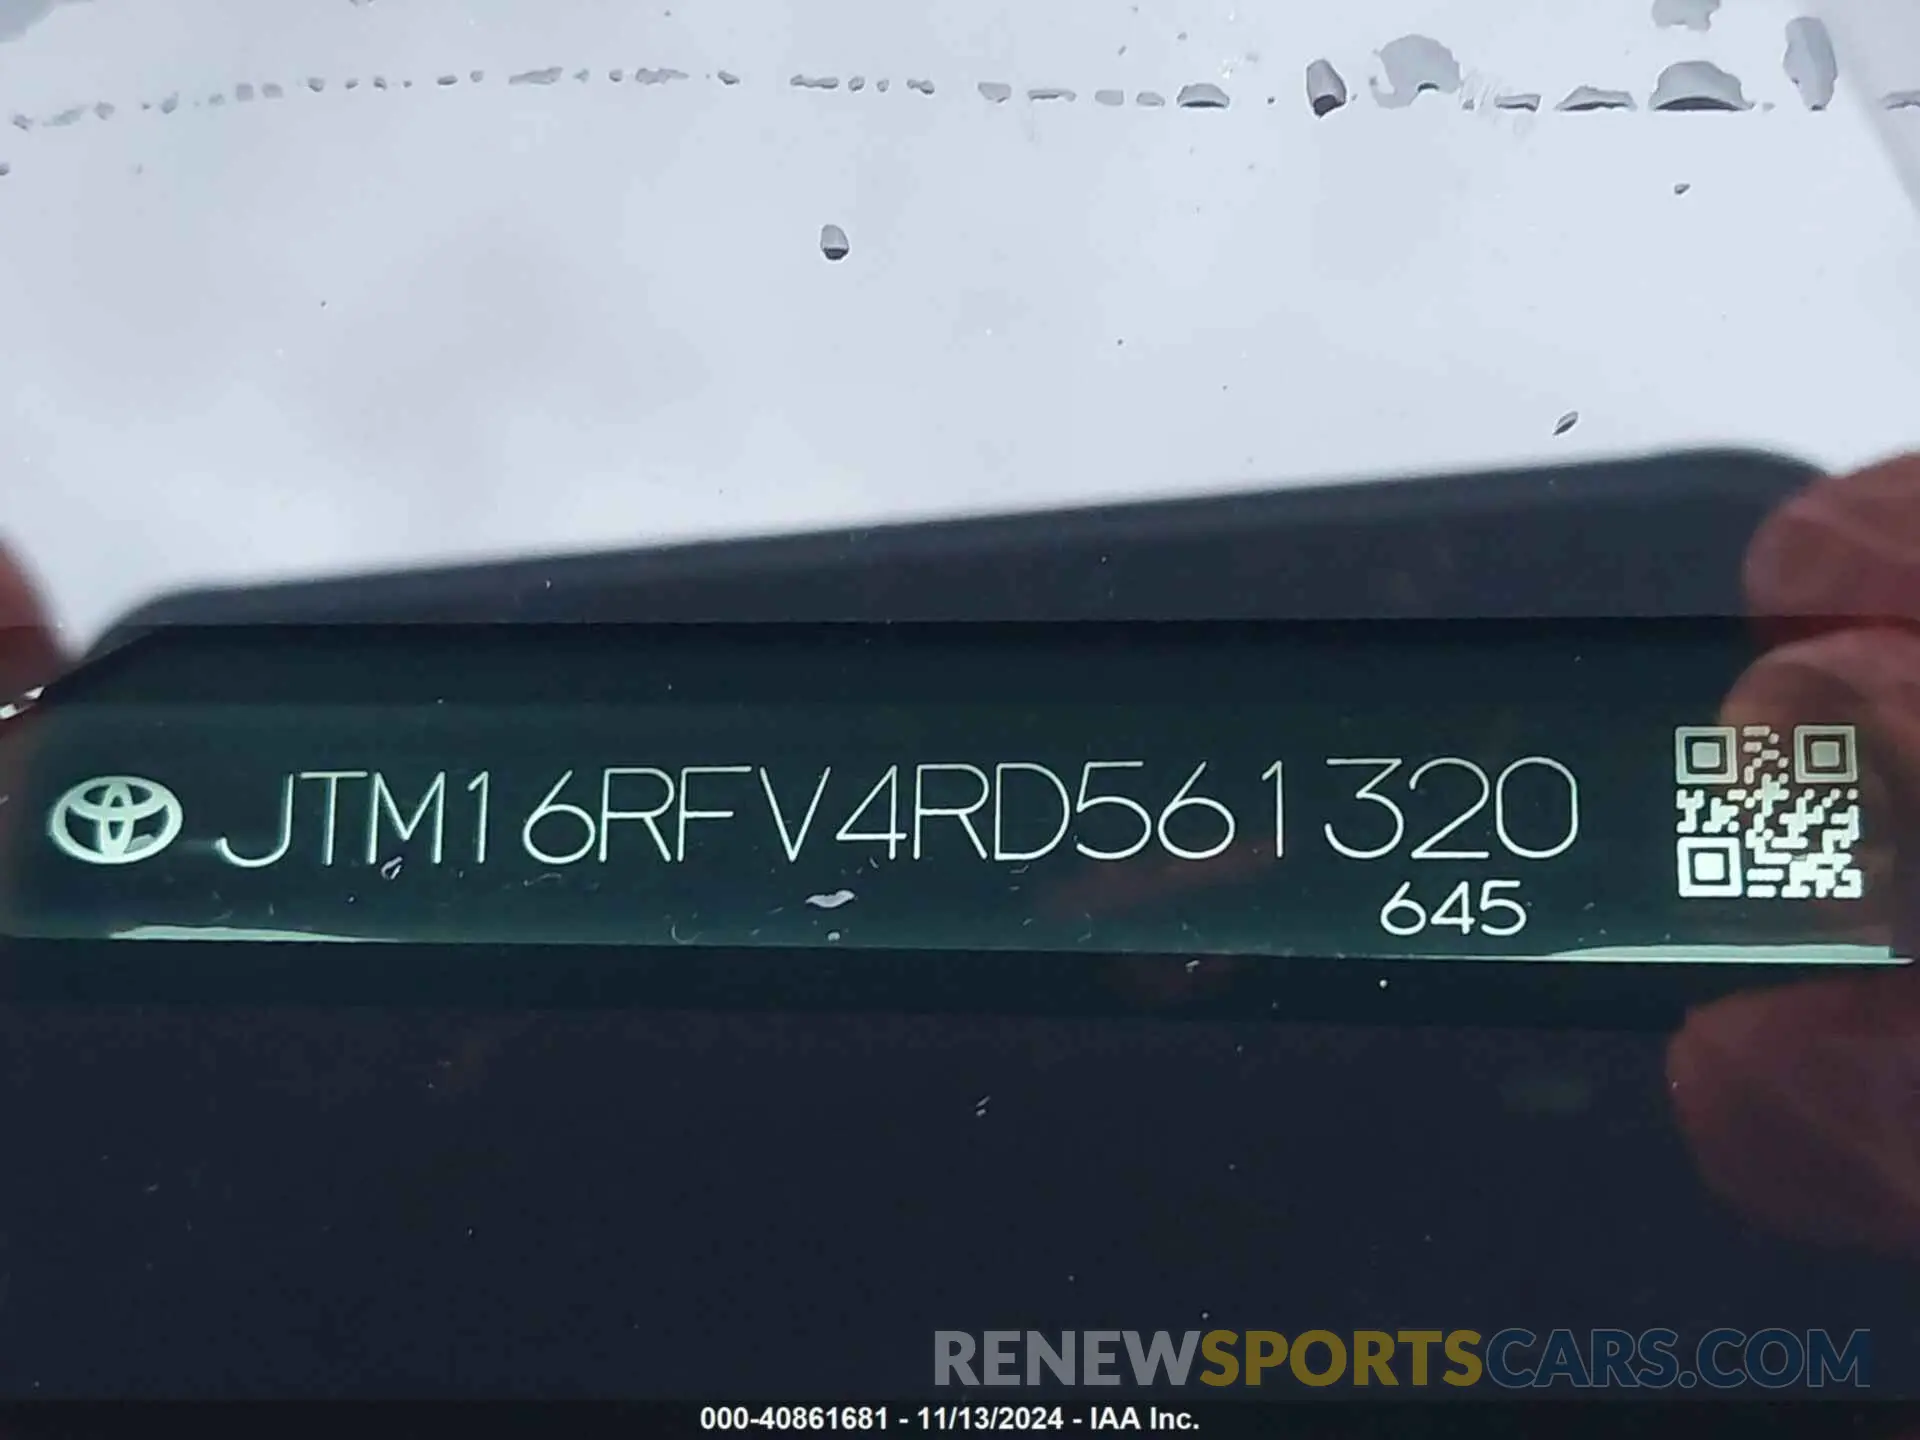 JTM16RFV4RD561320
645
RENEWSPORTSCARS.COM
000-40861681 - 11/13/2024 - IAA Inc.